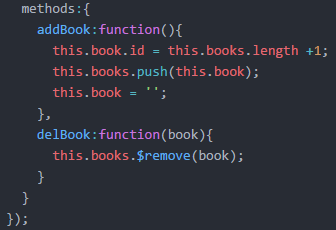 methods:{
addBook:function(){
this.book.id = this.books.length +1;
this.books.push(this.book);
this.book = '';
},
delBook:function(book){
this.books.$remove(book);
}
}
});